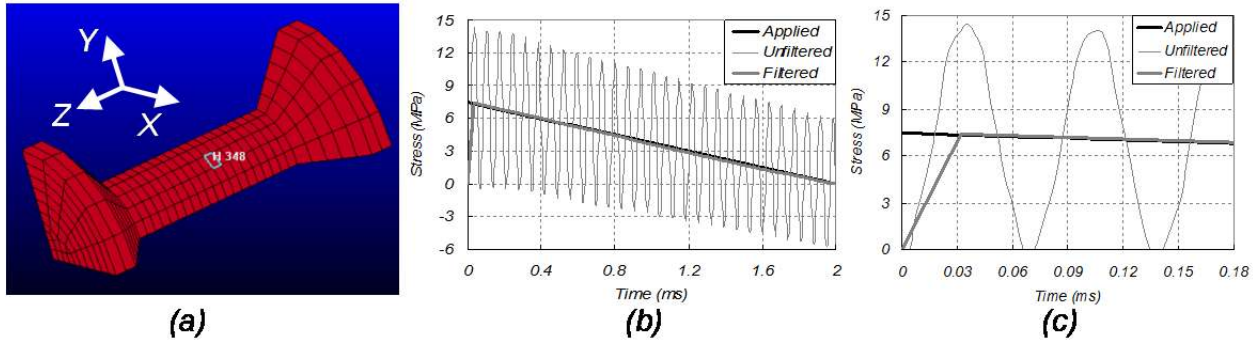 Y
Z
X
H 348
(a)
Stress (MPa)
15
12
9
6
3
0
-3
-6
0
0.4
0.8
1.2
1.6
2
Time (ms)
Applied
Unfiltered
Filtered
(b)
Stress (MPa)
15
12
9
6
3
0
0
0.03
0.06
0.09
0.12
0.15
0.18
Time (ms)
Applied
Unfiltered
Filtered
(c)